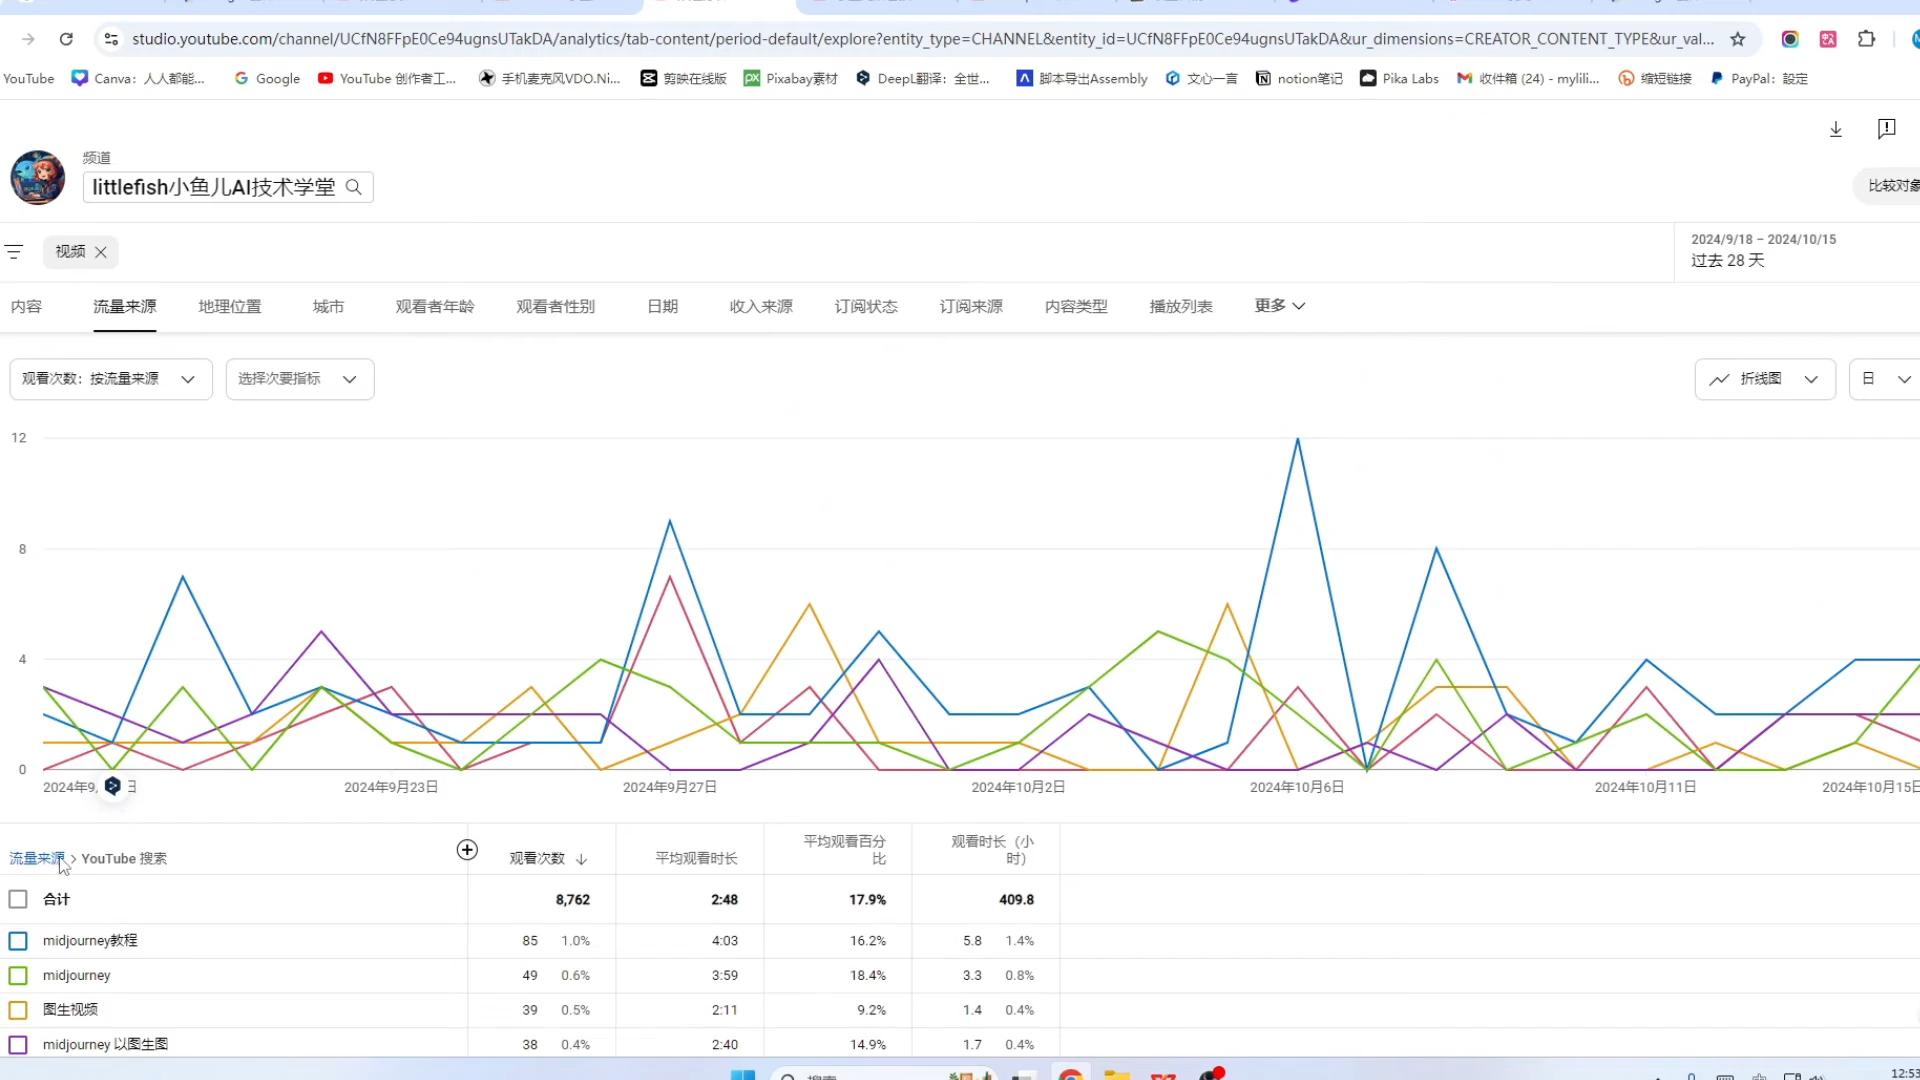 studio.youtube.com/channel/UCfN8FFpE0Ce94ugnsUTakDA/analytics/tab-content/period-default/explore?entity_type=CHANNEL&entity_id=UCfN8FFpE0Ce94ugnsUTakDA&ur_dimensions=CREATOR_CONTENT_TYPE&ur_val...
YouTube Canva：人人都能... Google YouTube 创作者工... 手机麦克风VDO.Ni... 剪映在线版 Pixabay素材 DeepL翻译：全世... 脚本导出Assembly 文心一言 notion笔记 Pika Labs 收件箱 (24) - mylili... 缩短链接 PayPal：設定
频道
littlefish小鱼儿AI技术学堂
比较对象
视频
2024/9/18 – 2024/10/15
过去 28 天
内容 流量来源 地理位置 城市 观看者年龄 观看者性别 日期 收入来源 订阅状态 订阅来源 内容类型 播放列表 更多
观看次数：按流量来源 选择次要指标 折线图 日
12
8
4
0
2024年9 日 2024年9月23日 2024年9月27日 2024年10月2日 2024年10月6日 2024年10月11日 2024年10月15日
流量来源 > YouTube 搜索 观看次数 平均观看时长 平均观看百分比 观看时长（小时）
合计 8,762 2:48 17.9% 409.8
midjourney教程 85 1.0% 4:03 16.2% 5.8 1.4%
midjourney 49 0.6% 3:59 18.4% 3.3 0.8%
图生视频 39 0.5% 2:11 9.2% 1.4 0.4%
midjourney 以图生图 38 0.4% 2:40 14.9% 1.7 0.4%
12:53